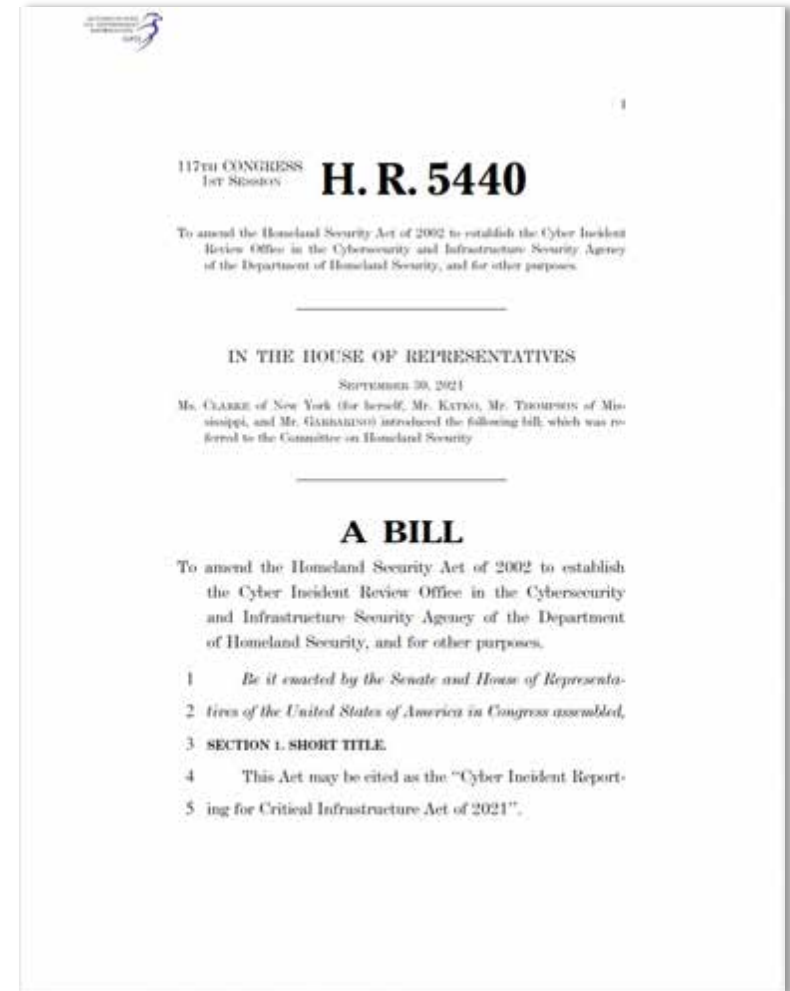 AUTHENTICATED
U.S. GOVERNMENT
INFORMATION
GPO
I
117TH CONGRESS
1ST SESSION
H. R. 5440
To amend the Homeland Security Act of 2002 to establish the Cyber Incident
Review Office in the Cybersecurity and Infrastructure Security Agency
of the Department of Homeland Security, and for other purposes.
IN THE HOUSE OF REPRESENTATIVES
SEPTEMBER 30, 2021
Ms. CLARKE of New York (for herself, Mr. KATKO, Mr. THOMPSON of Mis-
sissippi, and Mr. GARBARINO) introduced the following bill; which was re-
ferred to the Committee on Homeland Security
A BILL
To amend the Homeland Security Act of 2002 to establish
the Cyber Incident Review Office in the Cybersecurity
and Infrastructure Security Agency of the Department
of Homeland Security, and for other purposes.
1 Be it enacted by the Senate and House of Representa-
2 tives of the United States of America in Congress assembled,
3 SECTION 1. SHORT TITLE.
4 This Act may be cited as the “Cyber Incident Report-
5 ing for Critical Infrastructure Act of 2021”.